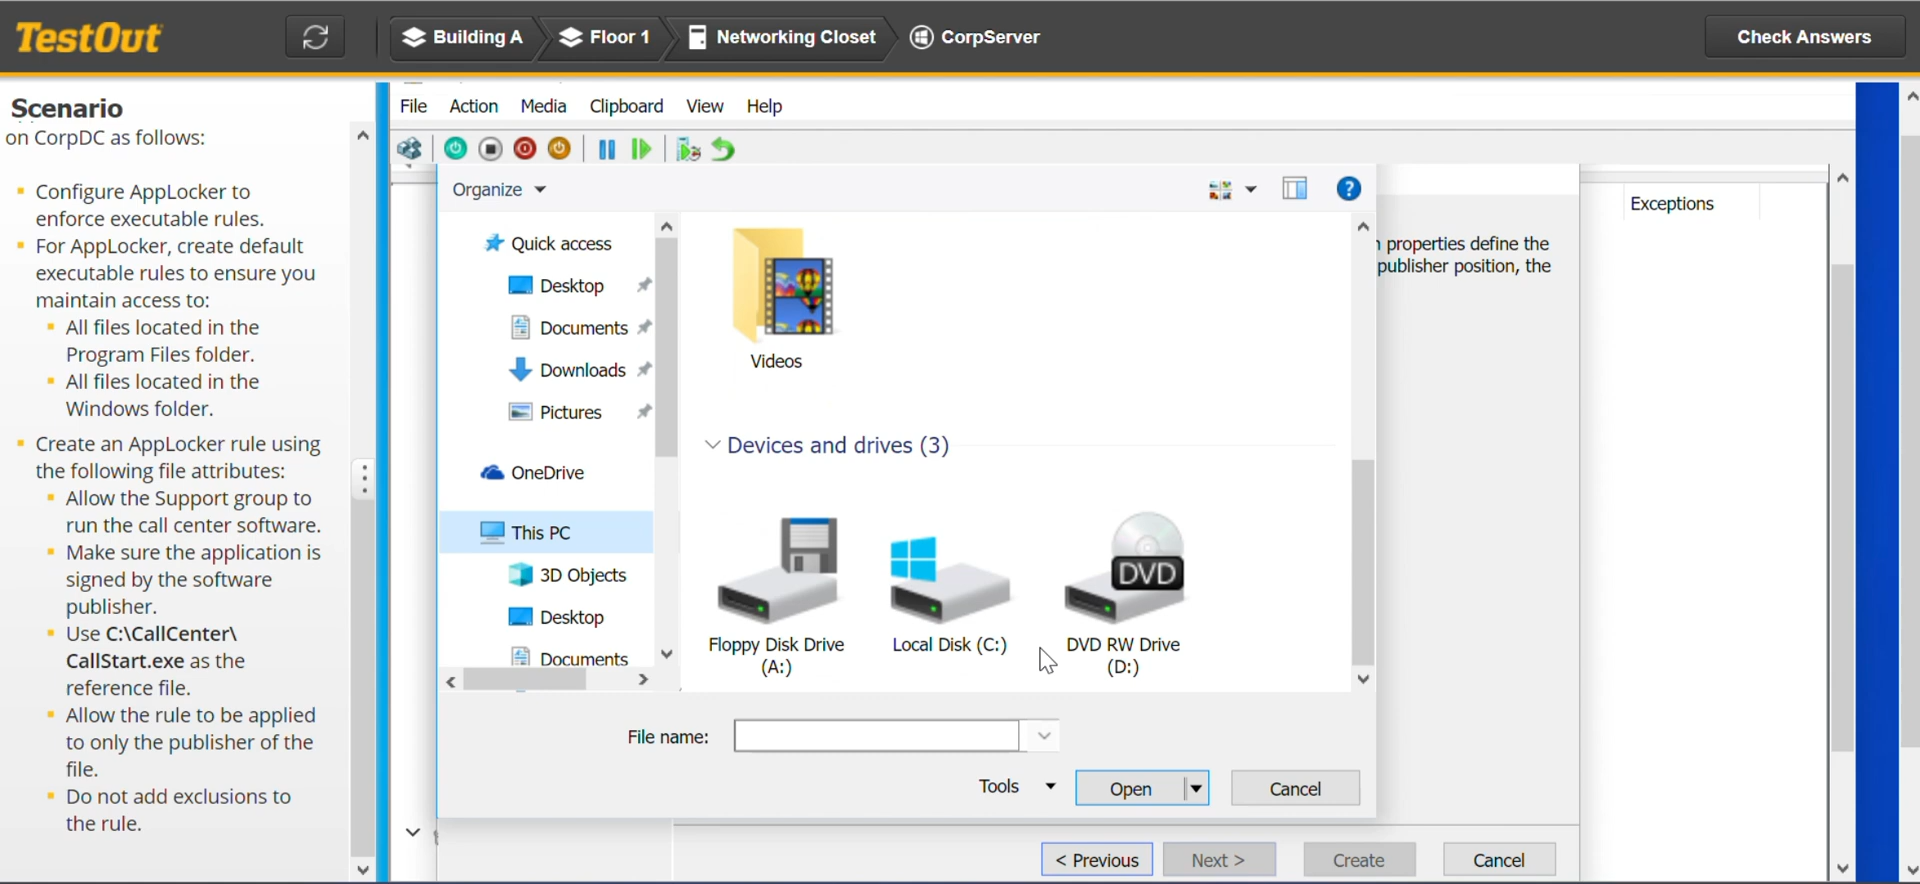 TestOut
Building A
Floor 1
Networking Closet
CorpServer
Check Answers
Scenario
on CorpDC as follows:
Configure AppLocker to
enforce executable rules.
For AppLocker, create default
executable rules to ensure you
maintain access to:
All files located in the
Program Files folder.
All files located in the
Windows folder.
Create an AppLocker rule using
the following file attributes:
Allow the Support group to
run the call center software.
Make sure the application is
signed by the software
publisher.
Use C:\CallCenter\
CallStart.exe as the
reference file.
Allow the rule to be applied
to only the publisher of the
file.
Do not add exclusions to
the rule.
File Action Media Clipboard View Help
Organize
Quick access
Desktop
Documents
Downloads
Pictures
OneDrive
This PC
3D Objects
Desktop
Documents
Videos
Devices and drives (3)
Floppy Disk Drive
(A:)
Local Disk (C:)
DVD
DVD RW Drive
(D:)
File name:
Tools
Open
Cancel
properties define the
publisher position, the
Exceptions
< Previous
Next >
Create
Cancel